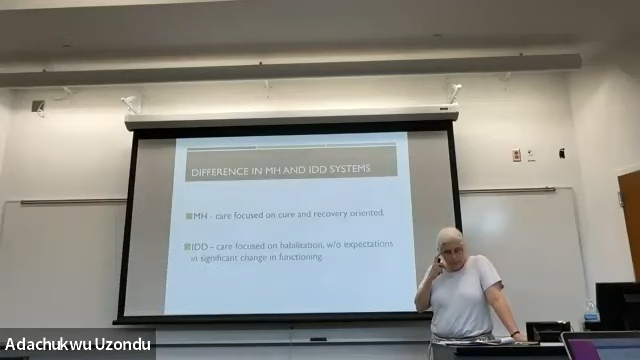 DIFFERENCE IN MH AND IDD SYSTEMS
MH - care focused on cure and recovery oriented.
IDD – care focused on habilitation, w/o expectations
in significant change in functioning.
Adachukwu Uzondu